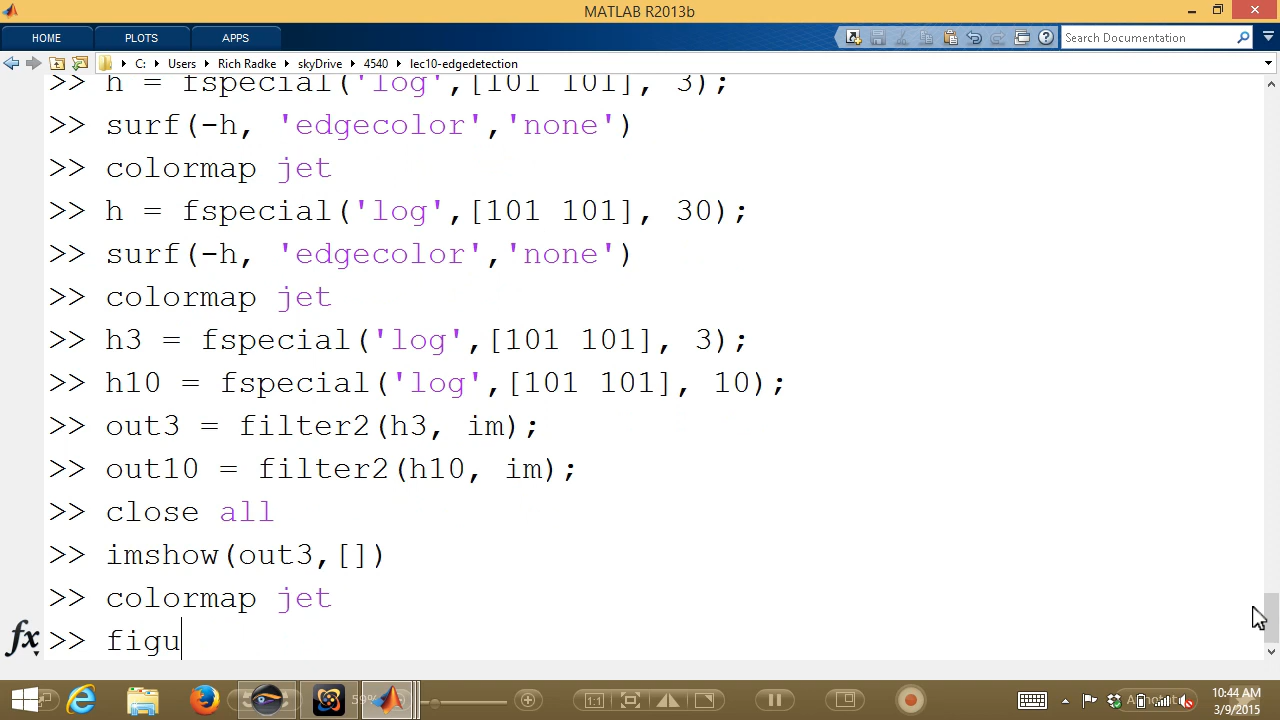 MATLAB R2013b
HOME PLOTS APPS Search Documentation
C: Users Rich Radke skyDrive 4540 lec10-edgedetection
>> h = fspecial('log',[101 101], 3);
>> surf(-h, 'edgecolor','none')
>> colormap jet
>> h = fspecial('log',[101 101], 30);
>> surf(-h, 'edgecolor','none')
>> colormap jet
>> h3 = fspecial('log',[101 101], 3);
>> h10 = fspecial('log',[101 101], 10);
>> out3 = filter2(h3, im);
>> out10 = filter2(h10, im);
>> close all
>> imshow(out3,[])
>> colormap jet
fx >> figu
1:1
10:44 AM
3/9/2015